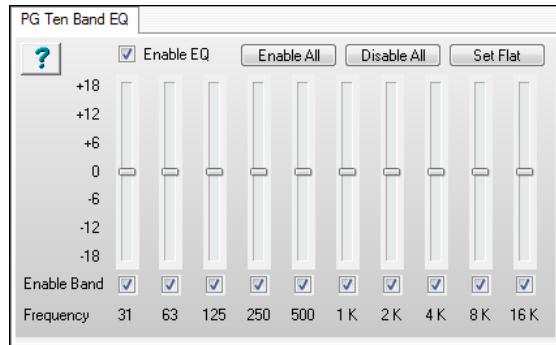 PG Ten Band EQ
? Enable EQ Enable All Disable All Set Flat
+18
+12
+6
0
-6
-12
-18
Enable Band
Frequency 31 63 125 250 500 1 K 2 K 4 K 8 K 16 K